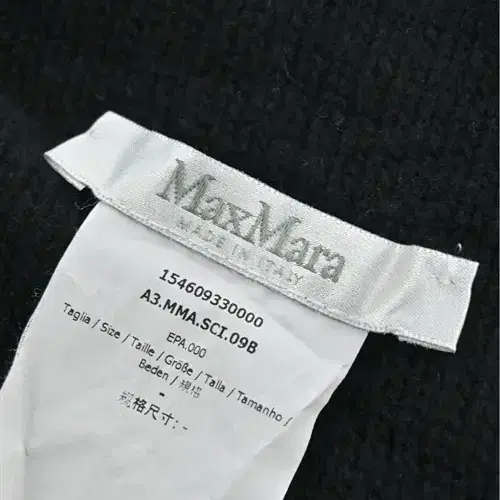 MaxMara
MADE IN ITALY
154609330000
A3.MMA.SCI.09B
EPA.000
Taglia / Size / Taille / Größe / Talla / Tamanho /
Beden / 規格
-
规格尺寸: -